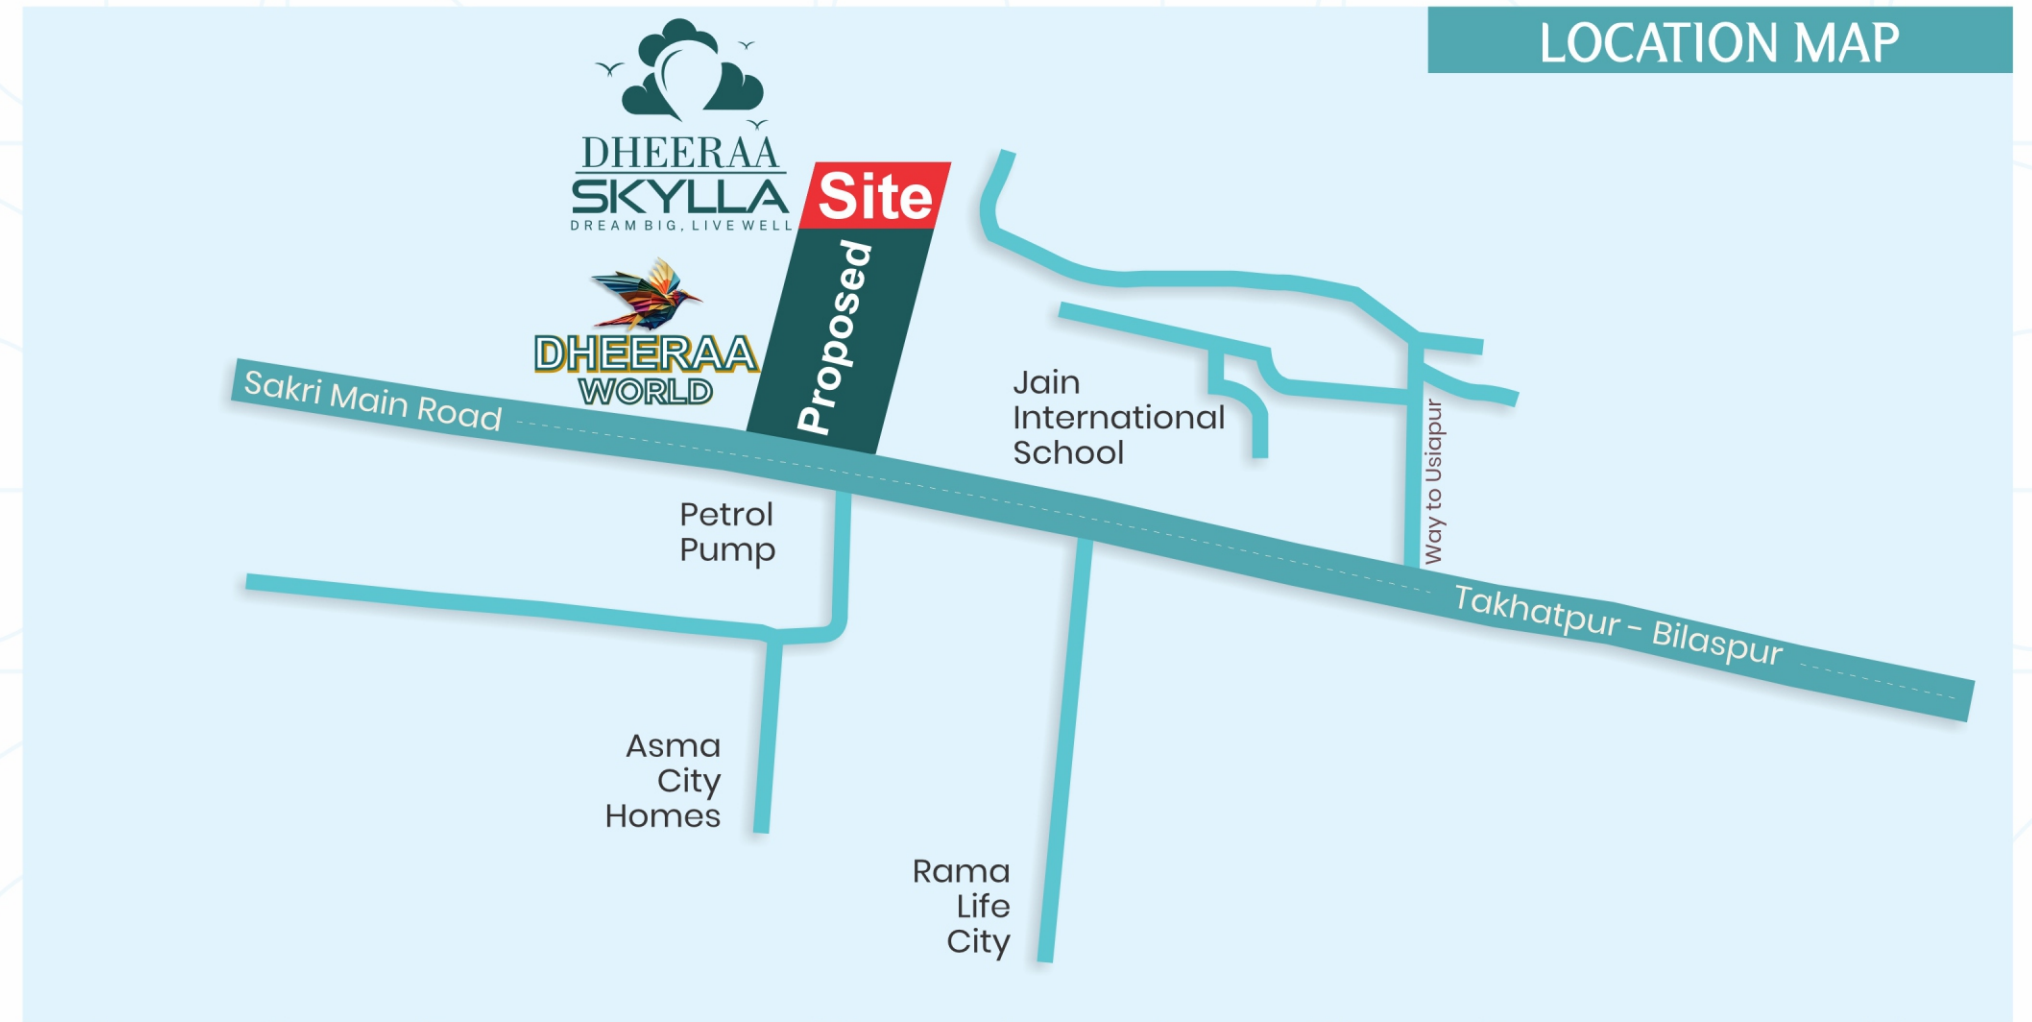 LOCATION MAP
DHEERAA
SKYLLA
DREAM BIG, LIVE WELL
Site
Proposed
DHEERAA
WORLD
Sakri Main Road
Jain
International
School
Way to Usiapur
Petrol
Pump
Takhatpur - Bilaspur
Asma
City
Homes
Rama
Life
City